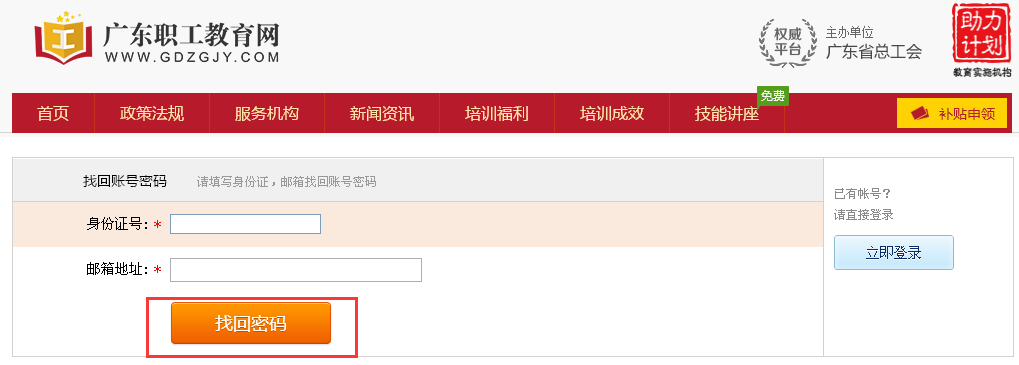 广东职工教育网
WWW.GDZGJY.COM
权威
平台
主办单位
广东省总工会
助力
计划
教育实施机构
首页 政策法规 服务机构 新闻资讯 培训福利 培训成效 技能讲座 免费 补贴申领
找回账号密码 请填写身份证，邮箱找回账号密码
身份证号: *
邮箱地址: *
找回密码
已有帐号?
请直接登录
立即登录